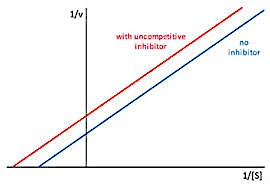 1/v
with uncompetitive
inhibitor
no
inhibitor
1/[S]